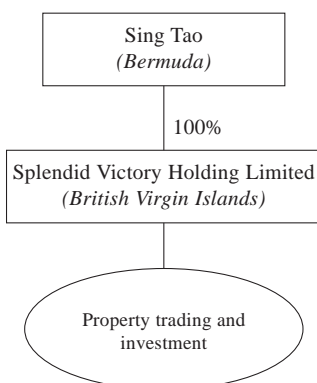 Sing Tao
(Bermuda)
100%
Splendid Victory Holding Limited
(British Virgin Islands)
Property trading and
investment